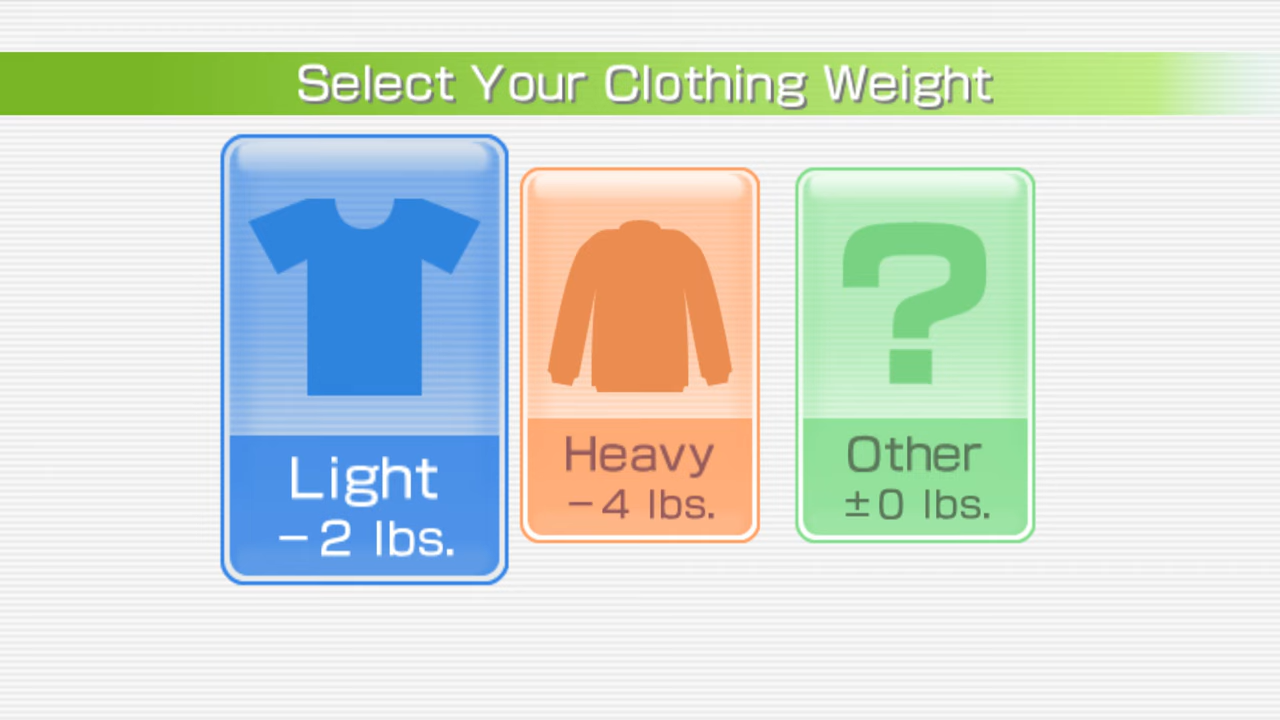 Select Your Clothing Weight
Light
−2 lbs.
Heavy
−4 lbs.
?
Other
±0 lbs.